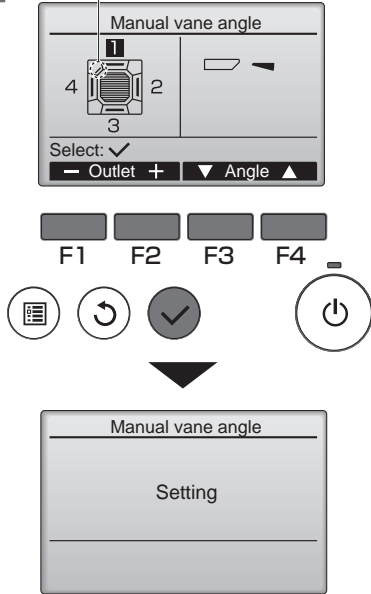 Manual vane angle
1
4 2
3
Select:
− Outlet + ▼ Angle ▲
F1 F2 F3 F4
Manual vane angle
Setting